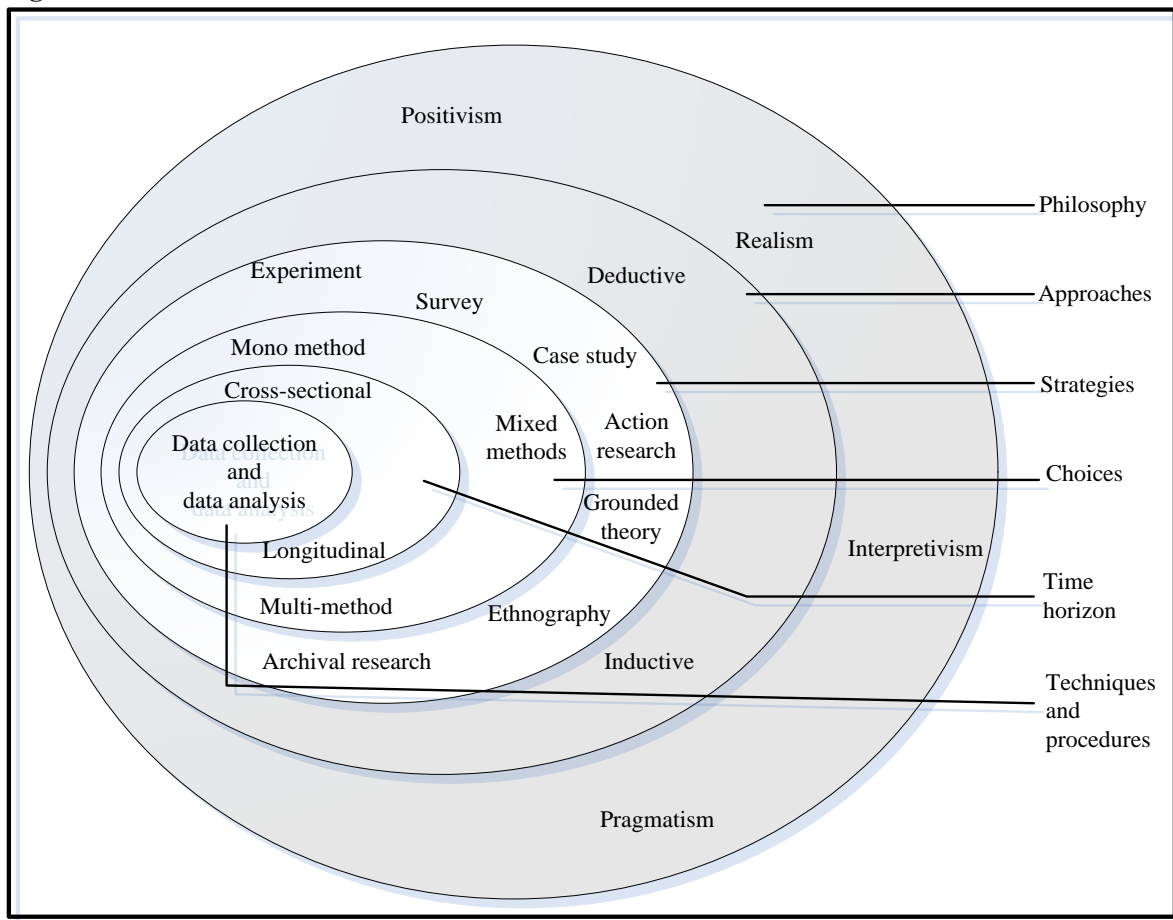 Positivism
Philosophy
Realism
Experiment
Deductive
Approaches
Survey
Mono method
Case study
Cross-sectional
Strategies
Data collection
and
data analysis
Mixed
methods
Action
research
Choices
Grounded
theory
Longitudinal
Interpretivism
Multi-method
Ethnography
Time
horizon
Archival research
Inductive
Techniques
and
procedures
Pragmatism